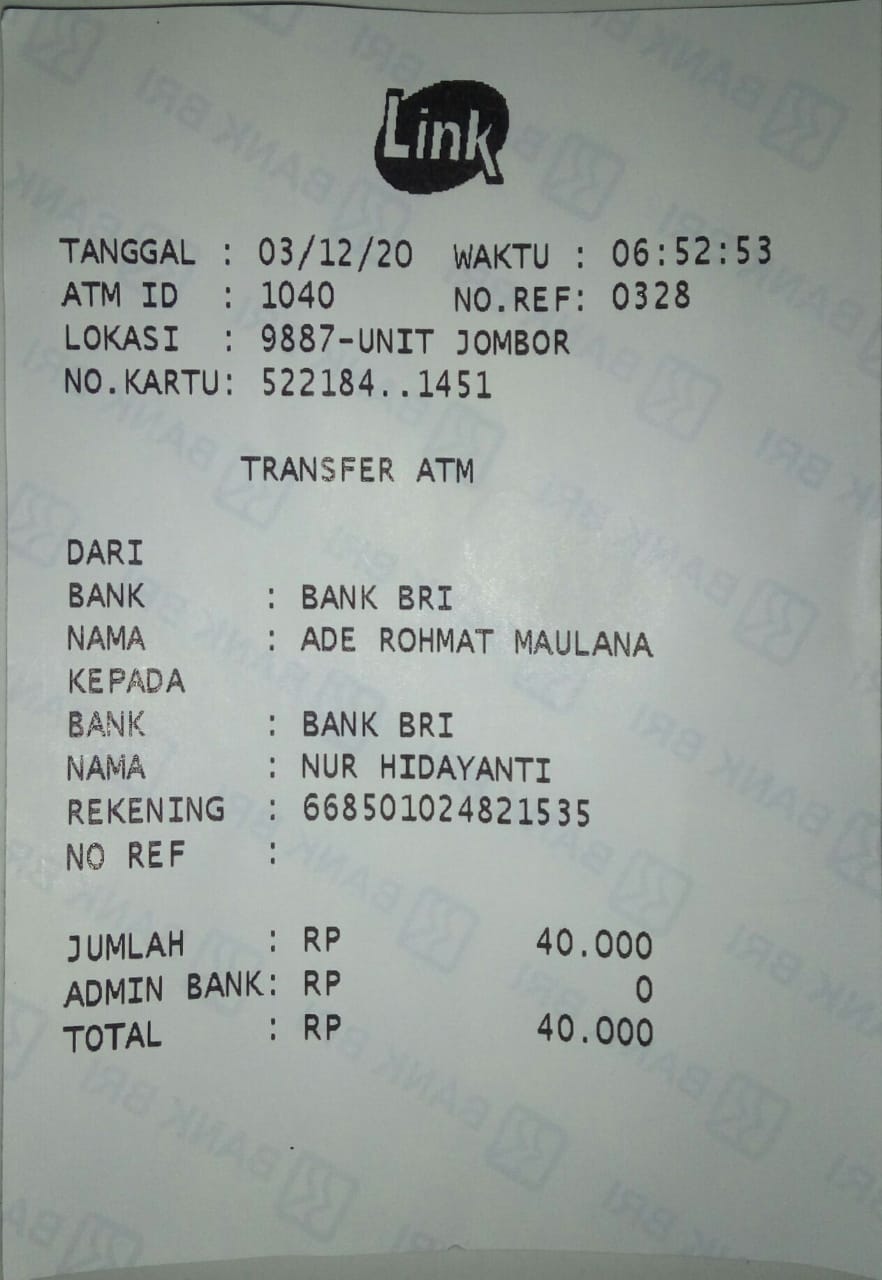 Link
TANGGAL : 03/12/20 WAKTU : 06:52:53
ATM ID : 1040 NO.REF: 0328
LOKASI : 9887-UNIT JOMBOR
NO.KARTU: 522184..1451
TRANSFER ATM
DARI
BANK : BANK BRI
NAMA : ADE ROHMAT MAULANA
KEPADA
BANK : BANK BRI
NAMA : NUR HIDAYANTI
REKENING : 668501024821535
NO REF :
JUMLAH : RP 40.000
ADMIN BANK: RP 0
TOTAL : RP 40.000